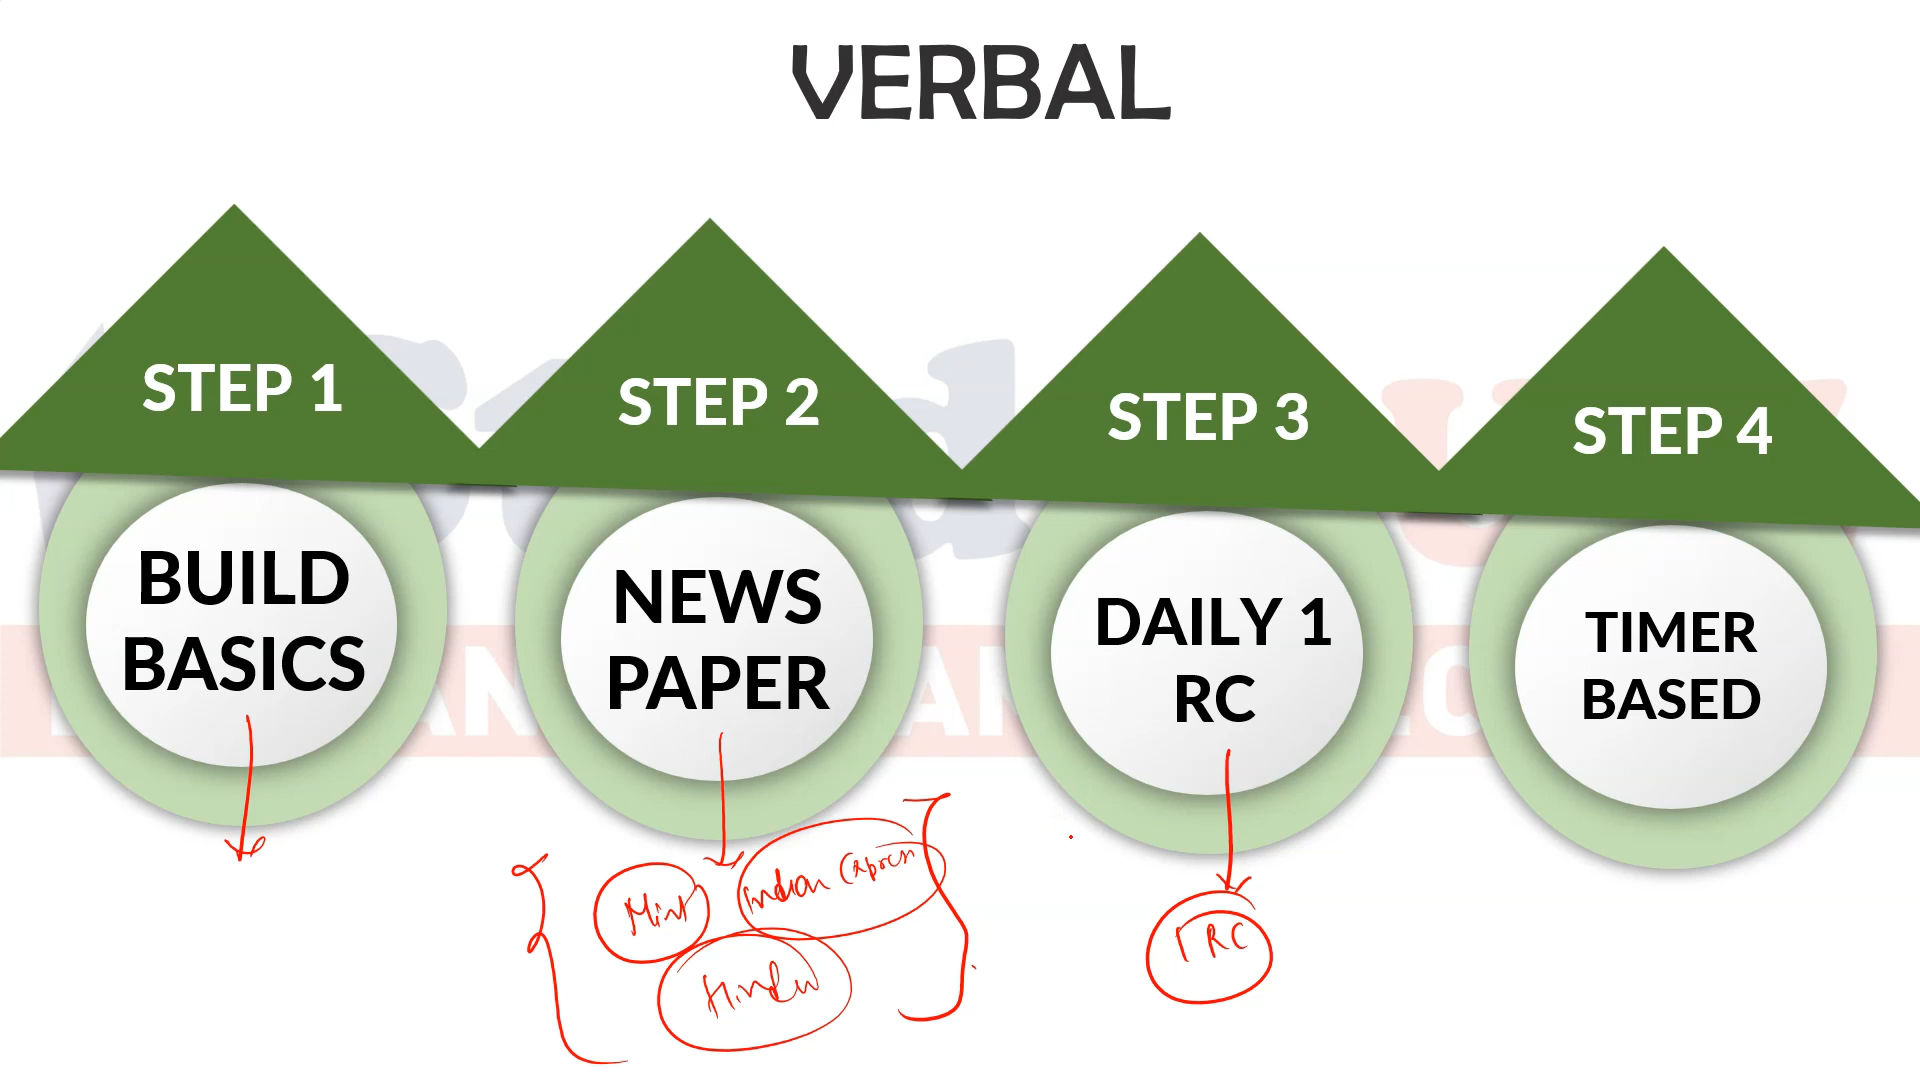 VERBAL
STEP 1
STEP 2
STEP 3
STEP 4
BUILD
BASICS
NEWS
PAPER
DAILY 1
RC
TIMER
BASED
Mint
Indian Express
Hindu
1 RC